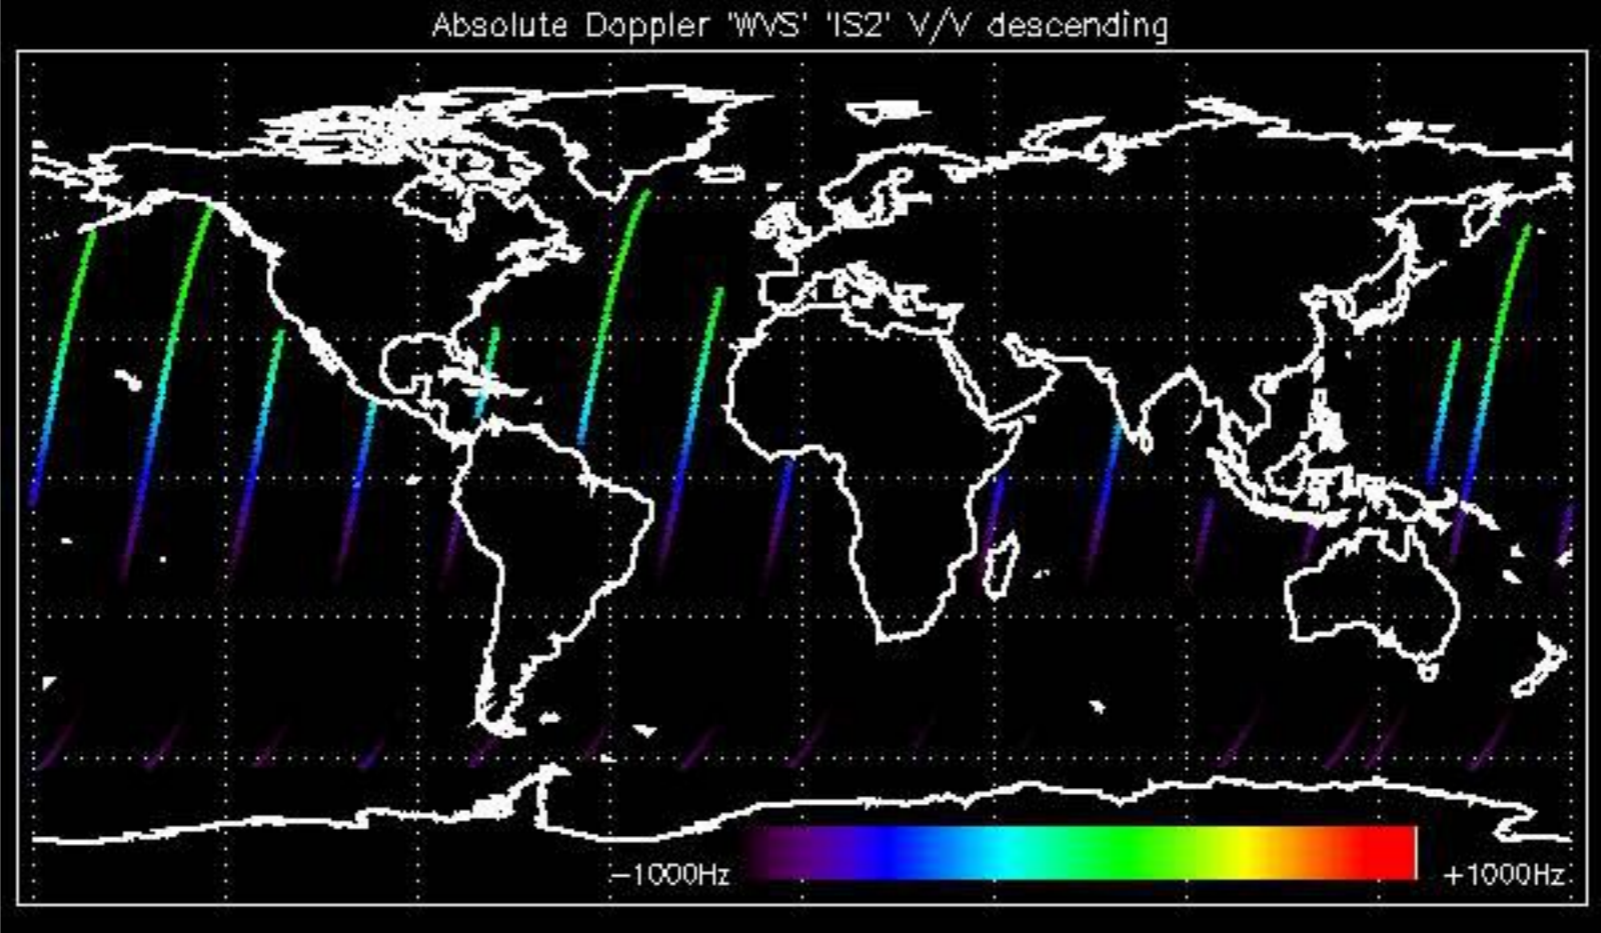 Absolute Doppler 'WVS' 'IS2' V/V descending
−1000Hz +1000Hz